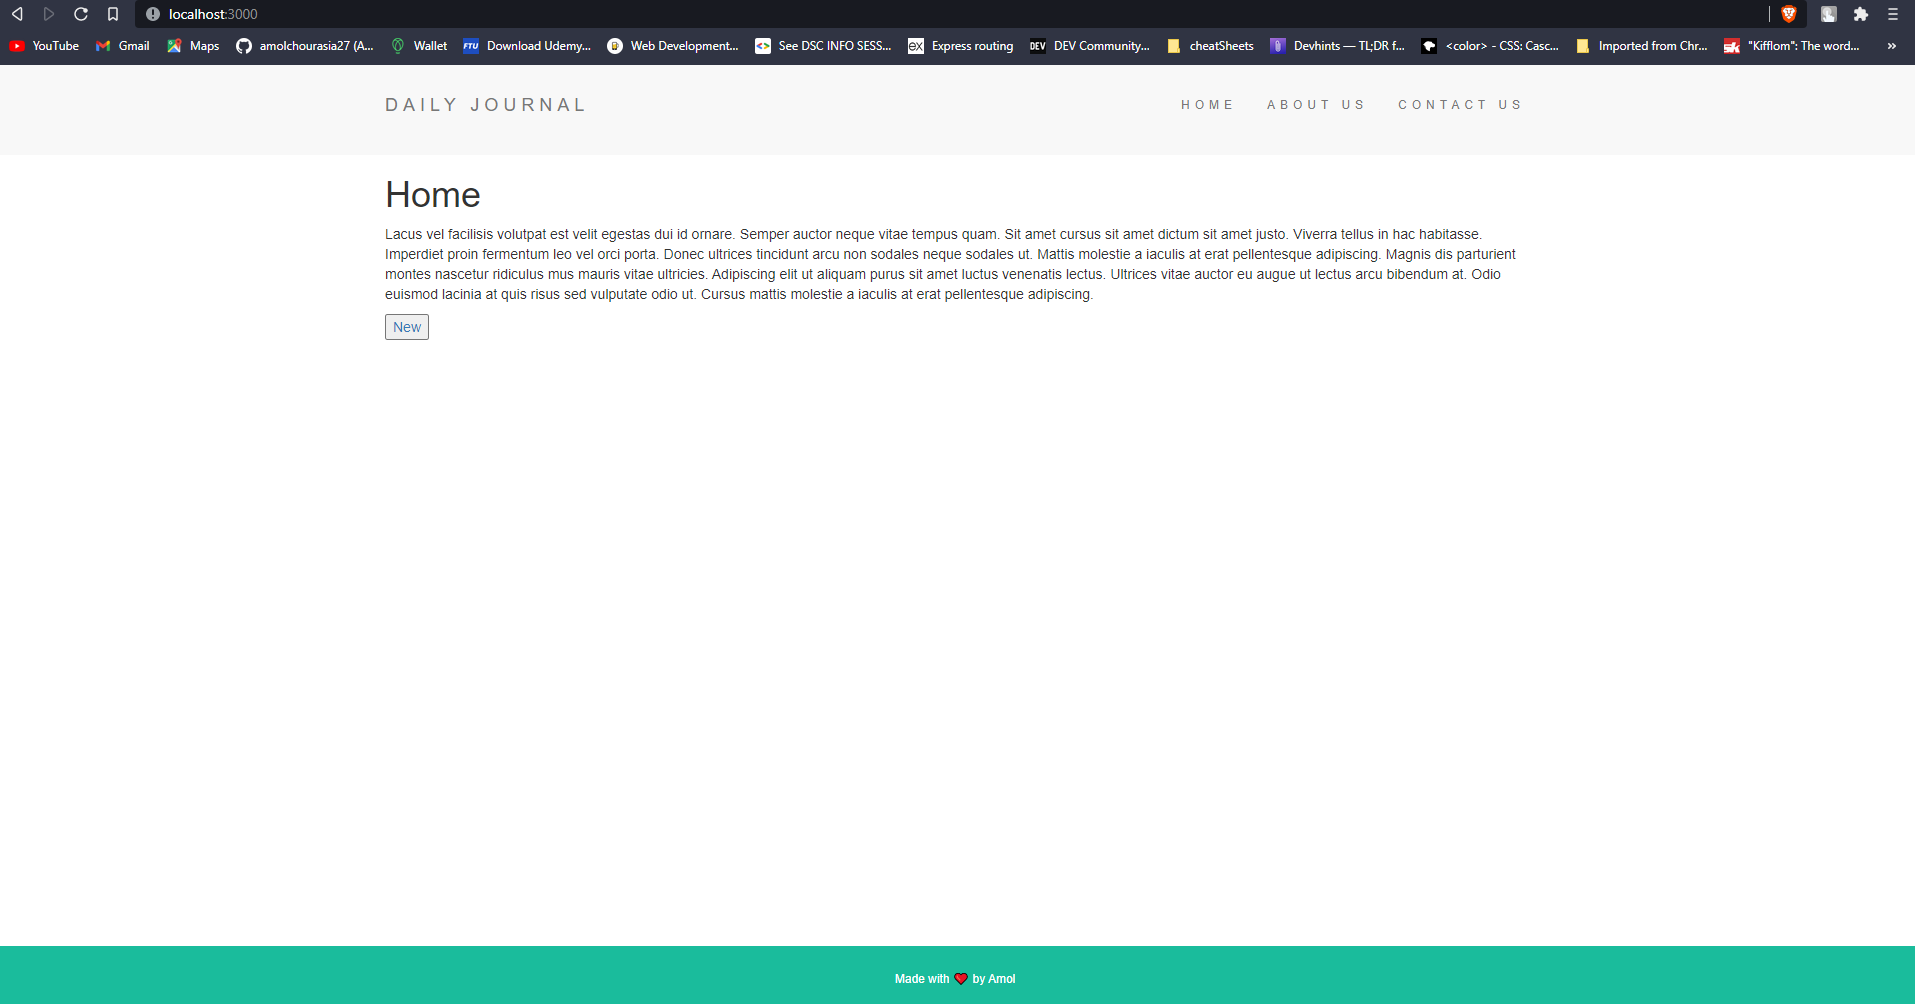 localhost:3000
YouTube Gmail Maps amolchourasia27 (A... Wallet FTU Download Udemy... Web Development... <> See DSC INFO SESS... ex Express routing DEV DEV Community... cheatSheets Devhints — TL;DR f... <color> - CSS: Casc... Imported from Chr... sk "Kifflom": The word... »
DAILY JOURNAL HOME ABOUT US CONTACT US
Home
Lacus vel facilisis volutpat est velit egestas dui id ornare. Semper auctor neque vitae tempus quam. Sit amet cursus sit amet dictum sit amet justo. Viverra tellus in hac habitasse.
Imperdiet proin fermentum leo vel orci porta. Donec ultrices tincidunt arcu non sodales neque sodales ut. Mattis molestie a iaculis at erat pellentesque adipiscing. Magnis dis parturient
montes nascetur ridiculus mus mauris vitae ultricies. Adipiscing elit ut aliquam purus sit amet luctus venenatis lectus. Ultrices vitae auctor eu augue ut lectus arcu bibendum at. Odio
euismod lacinia at quis risus sed vulputate odio ut. Cursus mattis molestie a iaculis at erat pellentesque adipiscing.
New
Made with ❤ by Amol